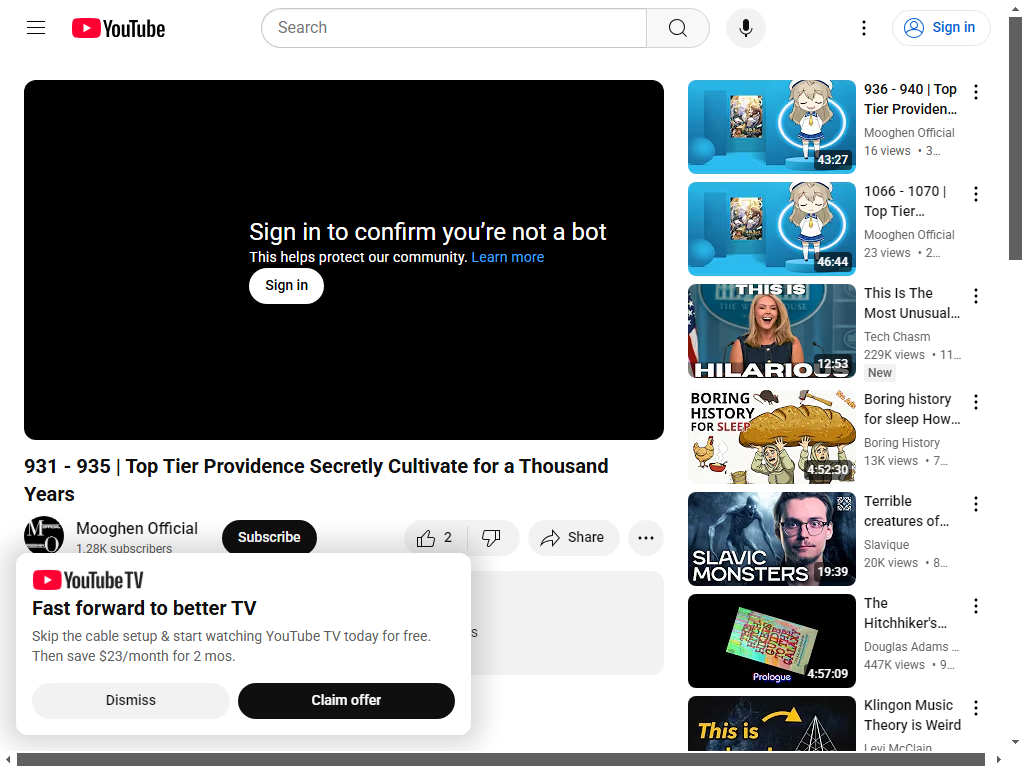 YouTube
Search
Sign in
Sign in to confirm you're not a bot
This helps protect our community. Learn more
Sign in
931 - 935 | Top Tier Providence Secretly Cultivate for a Thousand
Years
Mooghen Official
1.28K subscribers
Subscribe
2
Share
s
YouTube TV
Fast forward to better TV
Skip the cable setup & start watching YouTube TV today for free.
Then save $23/month for 2 mos.
Dismiss
Claim offer
43:27
936 - 940 | Top
Tier Providen...
Mooghen Official
16 views • 3...
46:44
1066 - 1070 |
Top Tier...
Mooghen Official
23 views • 2...
THIS IS
HILARIOUS
12:53
This Is The
Most Unusual...
Tech Chasm
229K views • 11...
New
BORING
HISTORY
FOR SLEEP
No Ads
4:52:30
Boring history
for sleep How...
Boring History
13K views • 7...
SLAVIC
MONSTERS
19:39
Terrible
creatures of...
Slavique
20K views • 8...
Prologue
4:57:09
The
Hitchhiker's...
Douglas Adams ...
447K views • 9...
This is
Klingon Music
Theory is Weird
Levi McClain